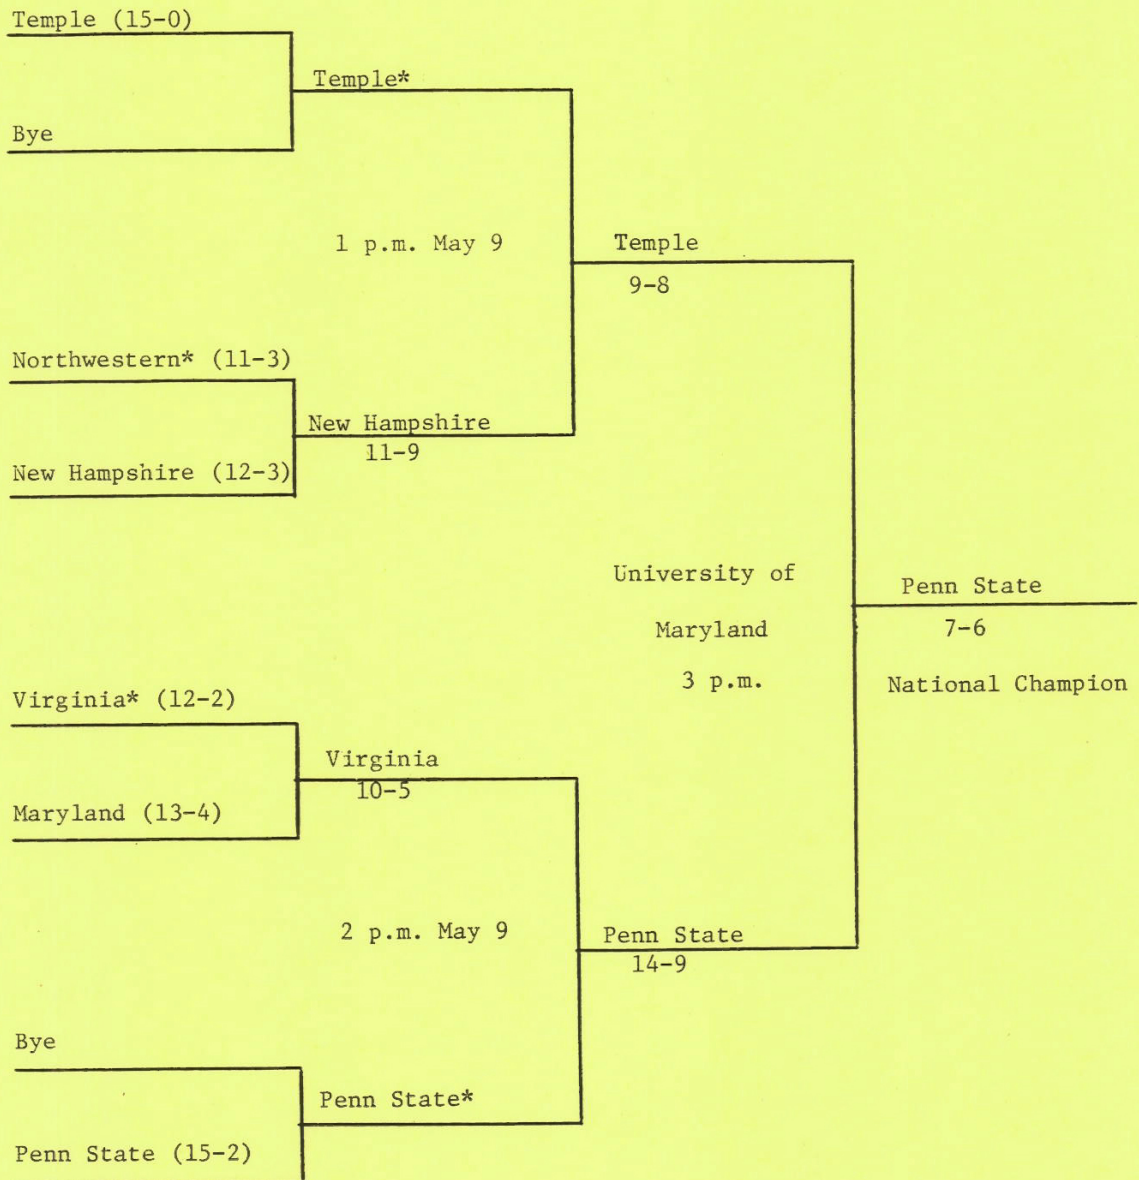 Temple (15-0)
Temple*
Bye
1 p.m. May 9
Temple
9-8
Northwestern* (11-3)
New Hampshire
11-9
New Hampshire (12-3)
University of
Maryland
3 p.m.
Penn State
7-6
National Champion
Virginia* (12-2)
Virginia
10-5
Maryland (13-4)
2 p.m. May 9
Penn State
14-9
Bye
Penn State*
Penn State (15-2)